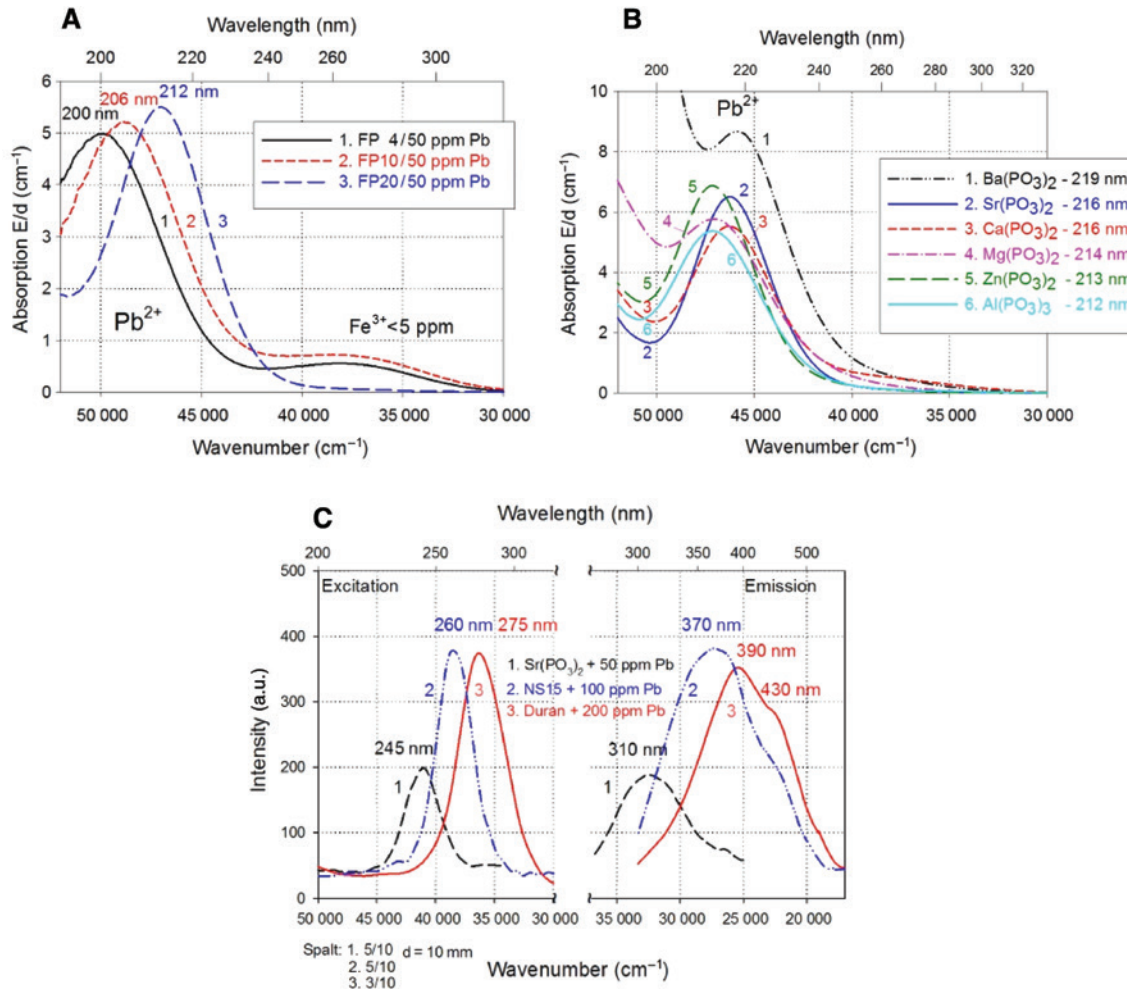 A
Wavelength (nm)
200 220 240 260 300
6
5
4
3
2
1
0
Absorption E/d (cm⁻¹)
200 nm
206 nm
212 nm
1. FP 4/50 ppm Pb
2. FP10/50 ppm Pb
3. FP20/50 ppm Pb
1 2 3
Pb²⁺
Fe³⁺<5 ppm
50 000 45 000 40 000 30 000
Wavenumber (cm⁻¹)
B
Wavelength (nm)
200 220 240 260 280 300 320
10
8
6
4
2
0
Absorption E/d (cm⁻¹)
Pb²⁺
1
5 2
4 3
6
3
6
2
1. Ba(PO3)2 - 219 nm
2. Sr(PO3)2 - 216 nm
3. Ca(PO3)2 - 216 nm
4. Mg(PO3)2 - 214 nm
5. Zn(PO3)2 - 213 nm
6. Al(PO3)3 - 212 nm
50 000 45 000 40 000 30 000
Wavenumber (cm⁻¹)
C
Wavelength (nm)
200 250 300 300 350 400 500
500
400
300
200
100
0
Intensity (a.u.)
Excitation
Emission
260 nm 275 nm
370 nm
390 nm
430 nm
1. Sr(PO3)2 + 50 ppm Pb
2. NS15 + 100 ppm Pb
3. Duran + 200 ppm Pb
2 3
2 3
245 nm
310 nm
1
1
50 000 45 000 40 000 35 000 30 000 35 000 30 000 25 000 20 000
Spalt: 1. 5/10 d = 10 mm
2. 5/10
3. 3/10
Wavenumber (cm⁻¹)